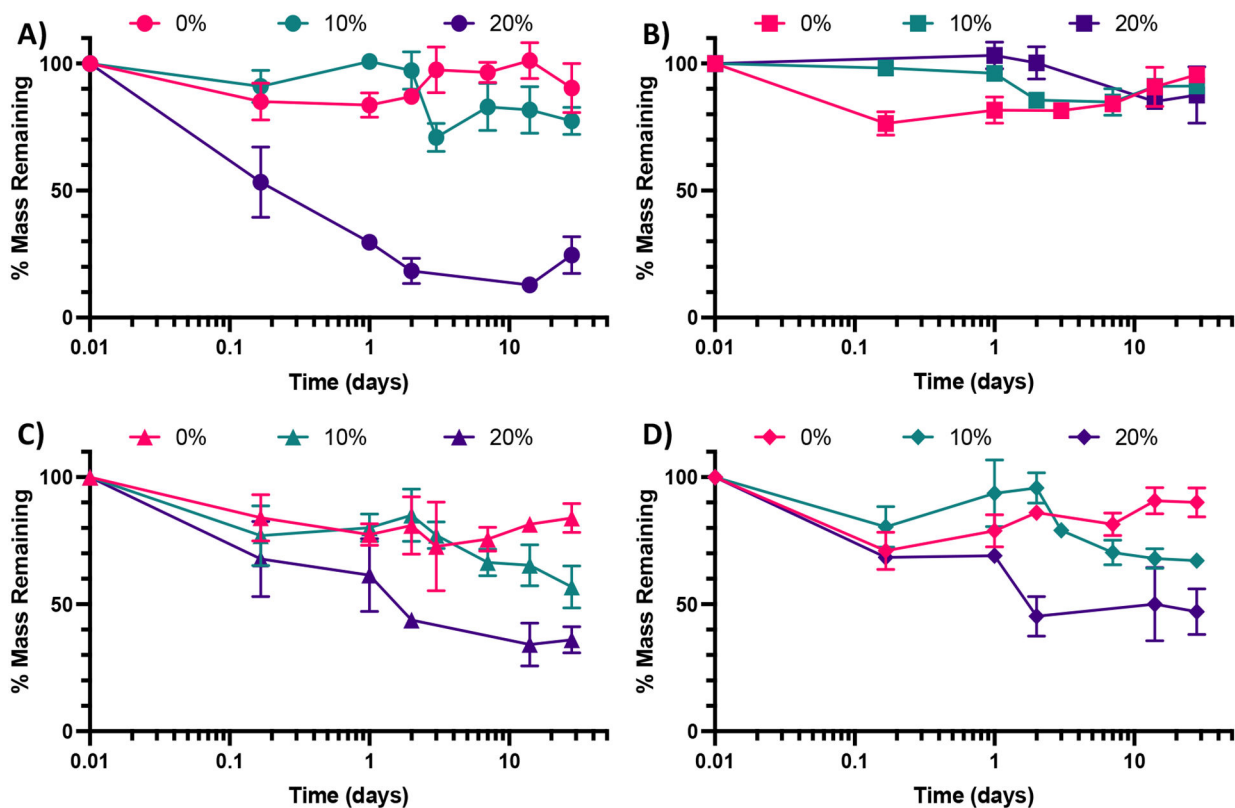 A) 0% 10% 20%
100
50
0
% Mass Remaining
0.01 0.1 1 10
Time (days)
B) 0% 10% 20%
100
50
0
% Mass Remaining
0.01 0.1 1 10
Time (days)
C) 0% 10% 20%
100
50
0
% Mass Remaining
0.01 0.1 1 10
Time (days)
D) 0% 10% 20%
100
50
0
% Mass Remaining
0.01 0.1 1 10
Time (days)